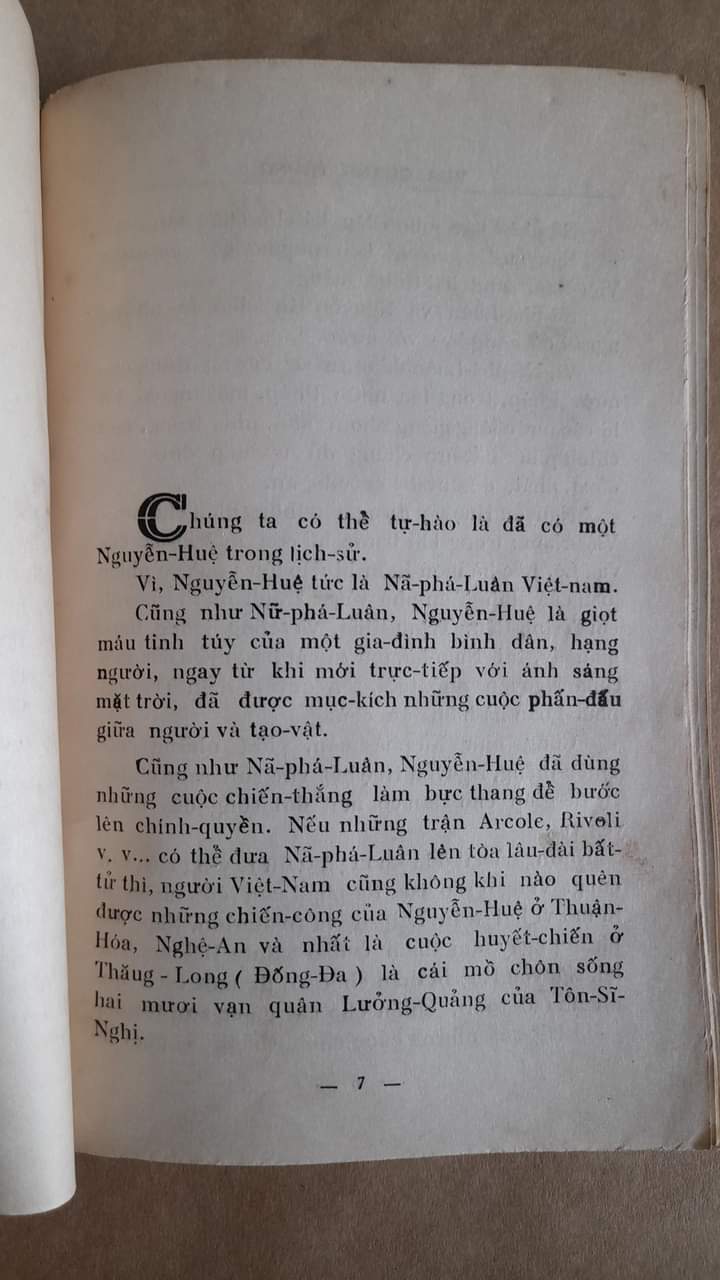 Chúng ta có thể tự-hào là đã có một
Nguyễn-Huệ trong lịch-sử.
Vì, Nguyễn-Huệ tức là Nã-phá-Luân Việt-nam.
Cũng như Nữ-phá-Luân, Nguyễn-Huệ là giọt
máu tinh túy của một gia-đình bình dân, hạng
người, ngay từ khi mới trực-tiếp với ánh sáng
mặt trời, đã được mục-kích những cuộc phấn-đấu
giữa người và tạo-vật.
Cũng như Nã-phá-Luân, Nguyễn-Huệ đã dùng
những cuộc chiến-thắng làm bực thang để bước
lên chính-quyền. Nếu những trận Arcole, Rivoli
v. v... có thể đưa Nã-phá-Luân lên tòa lâu-đài bất-
tử thì, người Việt-Nam cũng không khi nào quên
được những chiến-công của Nguyễn-Huệ ở Thuận-
Hóa, Nghệ-An và nhất là cuộc huyết-chiến ở
Thăug - Long ( Đống-Đa ) là cái mồ chôn sống
hai mươi vạn quân Lưởng-Quảng của Tôn-Sĩ-
Nghị.
— 7 —